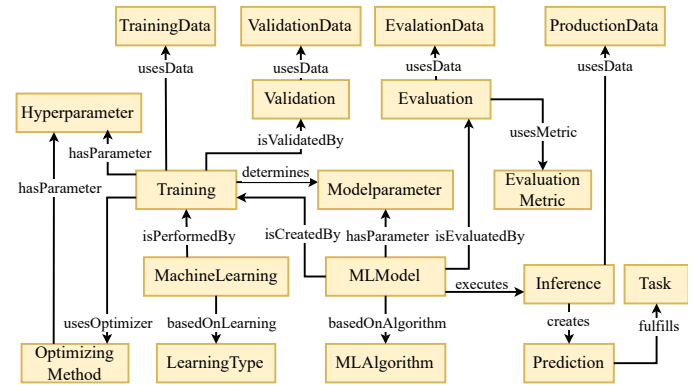 TrainingData
ValidationData
EvalationData
ProductionData
usesData
usesData
usesData
usesData
Hyperparameter
Validation
Evaluation
isValidatedBy
usesMetric
hasParameter
hasParameter
determines
Training
Modelparameter
Evaluation
Metric
isPerformedBy
isCreatedBy
hasParameter
isEvaluatedBy
MachineLearning
MLModel
executes
Inference
Task
usesOptimizer
basedOnLearning
basedOnAlgorithm
creates
fulfills
Optimizing
Method
LearningType
MLAlgorithm
Prediction